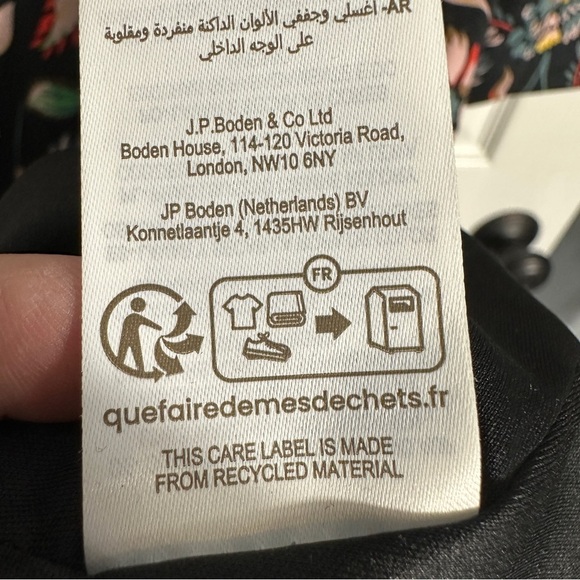 AR- اغسلي وجففي الألوان الداكنة منفردة ومقلوبة
على الوجه الداخلي
J.P.Boden & Co Ltd
Boden House, 114-120 Victoria Road,
London, NW10 6NY
JP Boden (Netherlands) BV
Konnetlaantje 4, 1435HW Rijsenhout
FR
quefairedemesdechets.fr
THIS CARE LABEL IS MADE
FROM RECYCLED MATERIAL